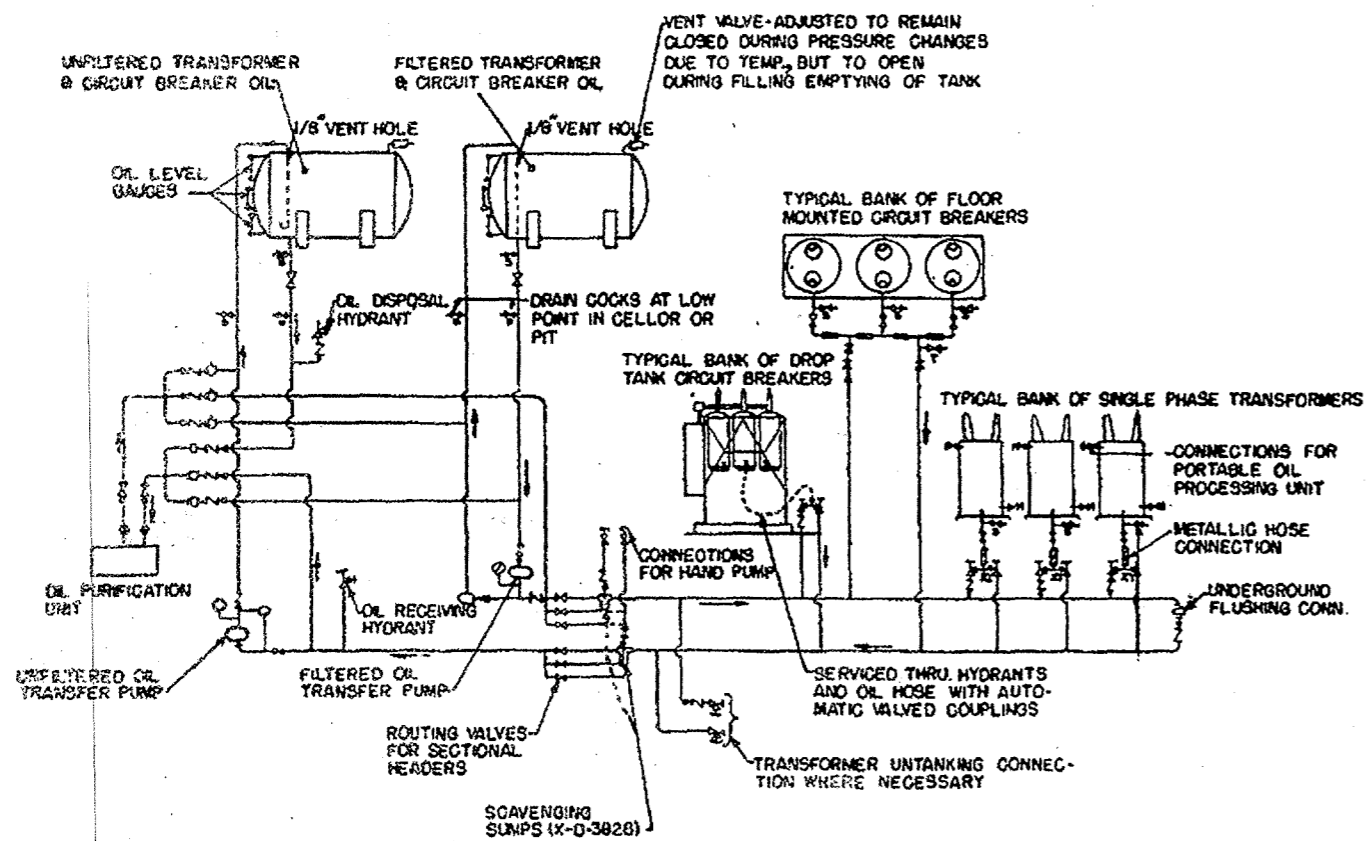 VENT VALVE-ADJUSTED TO REMAIN
CLOSED DURING PRESSURE CHANGES
DUE TO TEMP., BUT TO OPEN
DURING FILLING EMPTYING OF TANK
UNFILTERED TRANSFORMER
& CIRCUIT BREAKER OIL
FILTERED TRANSFORMER
& CIRCUIT BREAKER OIL
1/8" VENT HOLE
1/8" VENT HOLE
OIL LEVEL
GAUGES
TYPICAL BANK OF FLOOR
MOUNTED CIRCUIT BREAKERS
OIL DISPOSAL
HYDRANT
DRAIN COCKS AT LOW
POINT IN CELLOR OR
PIT
TYPICAL BANK OF DROP
TANK CIRCUIT BREAKERS
TYPICAL BANK OF SINGLE PHASE TRANSFORMERS
CONNECTIONS FOR
PORTABLE OIL
PROCESSING UNIT
METALLIC HOSE
CONNECTION
CONNECTIONS
FOR HAND PUMP
OIL PURIFICATION
UNIT
OIL RECEIVING
HYDRANT
UNDERGROUND
FLUSHING CONN.
UNFILTERED OIL
TRANSFER PUMP
FILTERED OIL
TRANSFER PUMP
SERVICED THRU. HYDRANTS
AND OIL HOSE WITH AUTO-
MATIC VALVED COUPLINGS
ROUTING VALVES
FOR SECTIONAL
HEADERS
TRANSFORMER UNTANKING CONNEC-
TION WHERE NECESSARY
SCAVENGING
SUMPS (X-D-3828)